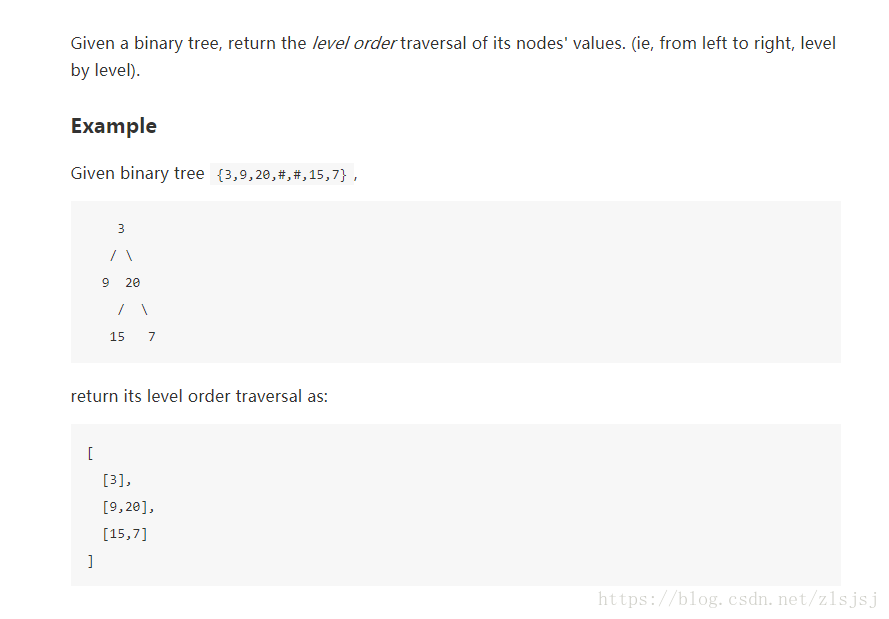 Given a binary tree, return the level order traversal of its nodes' values. (ie, from left to right, level
by level).
Example
Given binary tree {3,9,20,#,#,15,7} ,
3
/ \
9 20
/ \
15 7
return its level order traversal as:
[
[3],
[9,20],
[15,7]
]
https://blog.csdn.net/zlsjsj